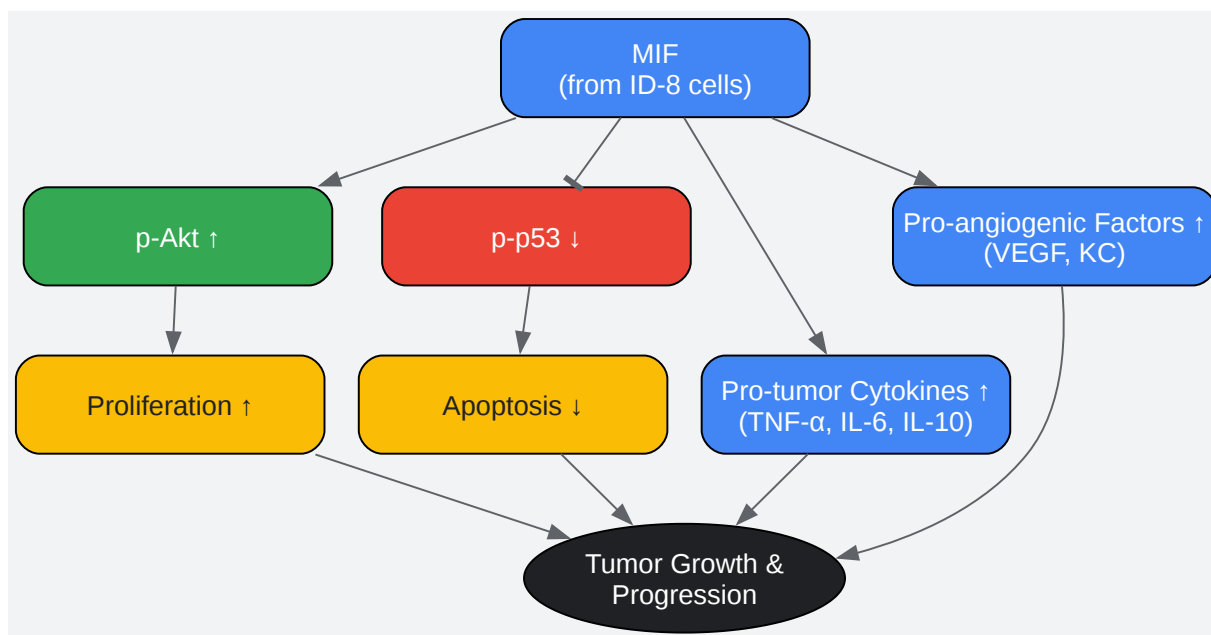 MIF
(from ID-8 cells)
p-Akt ↑
p-p53 ↓
Pro-angiogenic Factors ↑
(VEGF, KC)
Proliferation ↑
Apoptosis ↓
Pro-tumor Cytokines ↑
(TNF-α, IL-6, IL-10)
Tumor Growth &
Progression